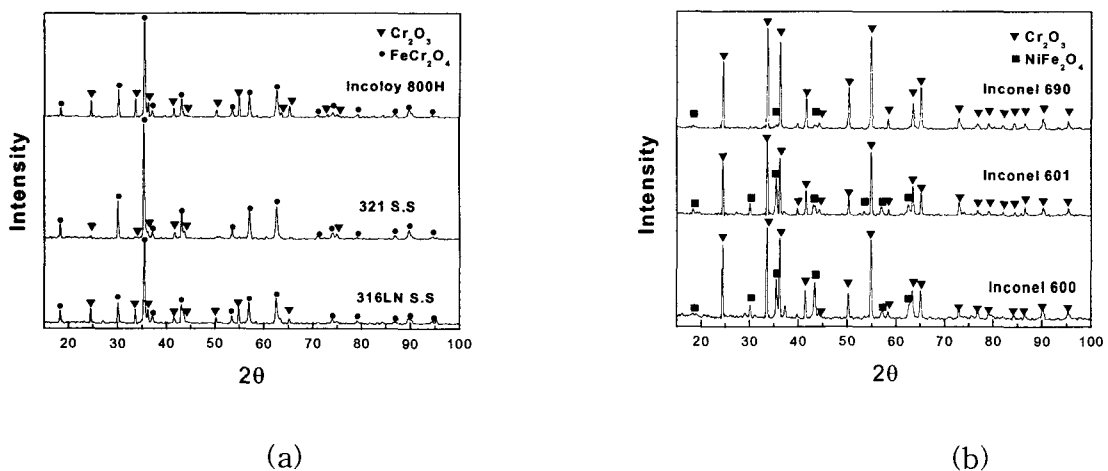 Intensity
▼ Cr₂O₃
● FeCr₂O₄
Incoloy 800H
321 S.S
316LN S.S
20 30 40 50 60 70 80 90 100
2θ
(a)
Intensity
▼ Cr₂O₃
■ NiFe₂O₄
Inconel 690
Inconel 601
Inconel 600
20 30 40 50 60 70 80 90 100
2θ
(b)